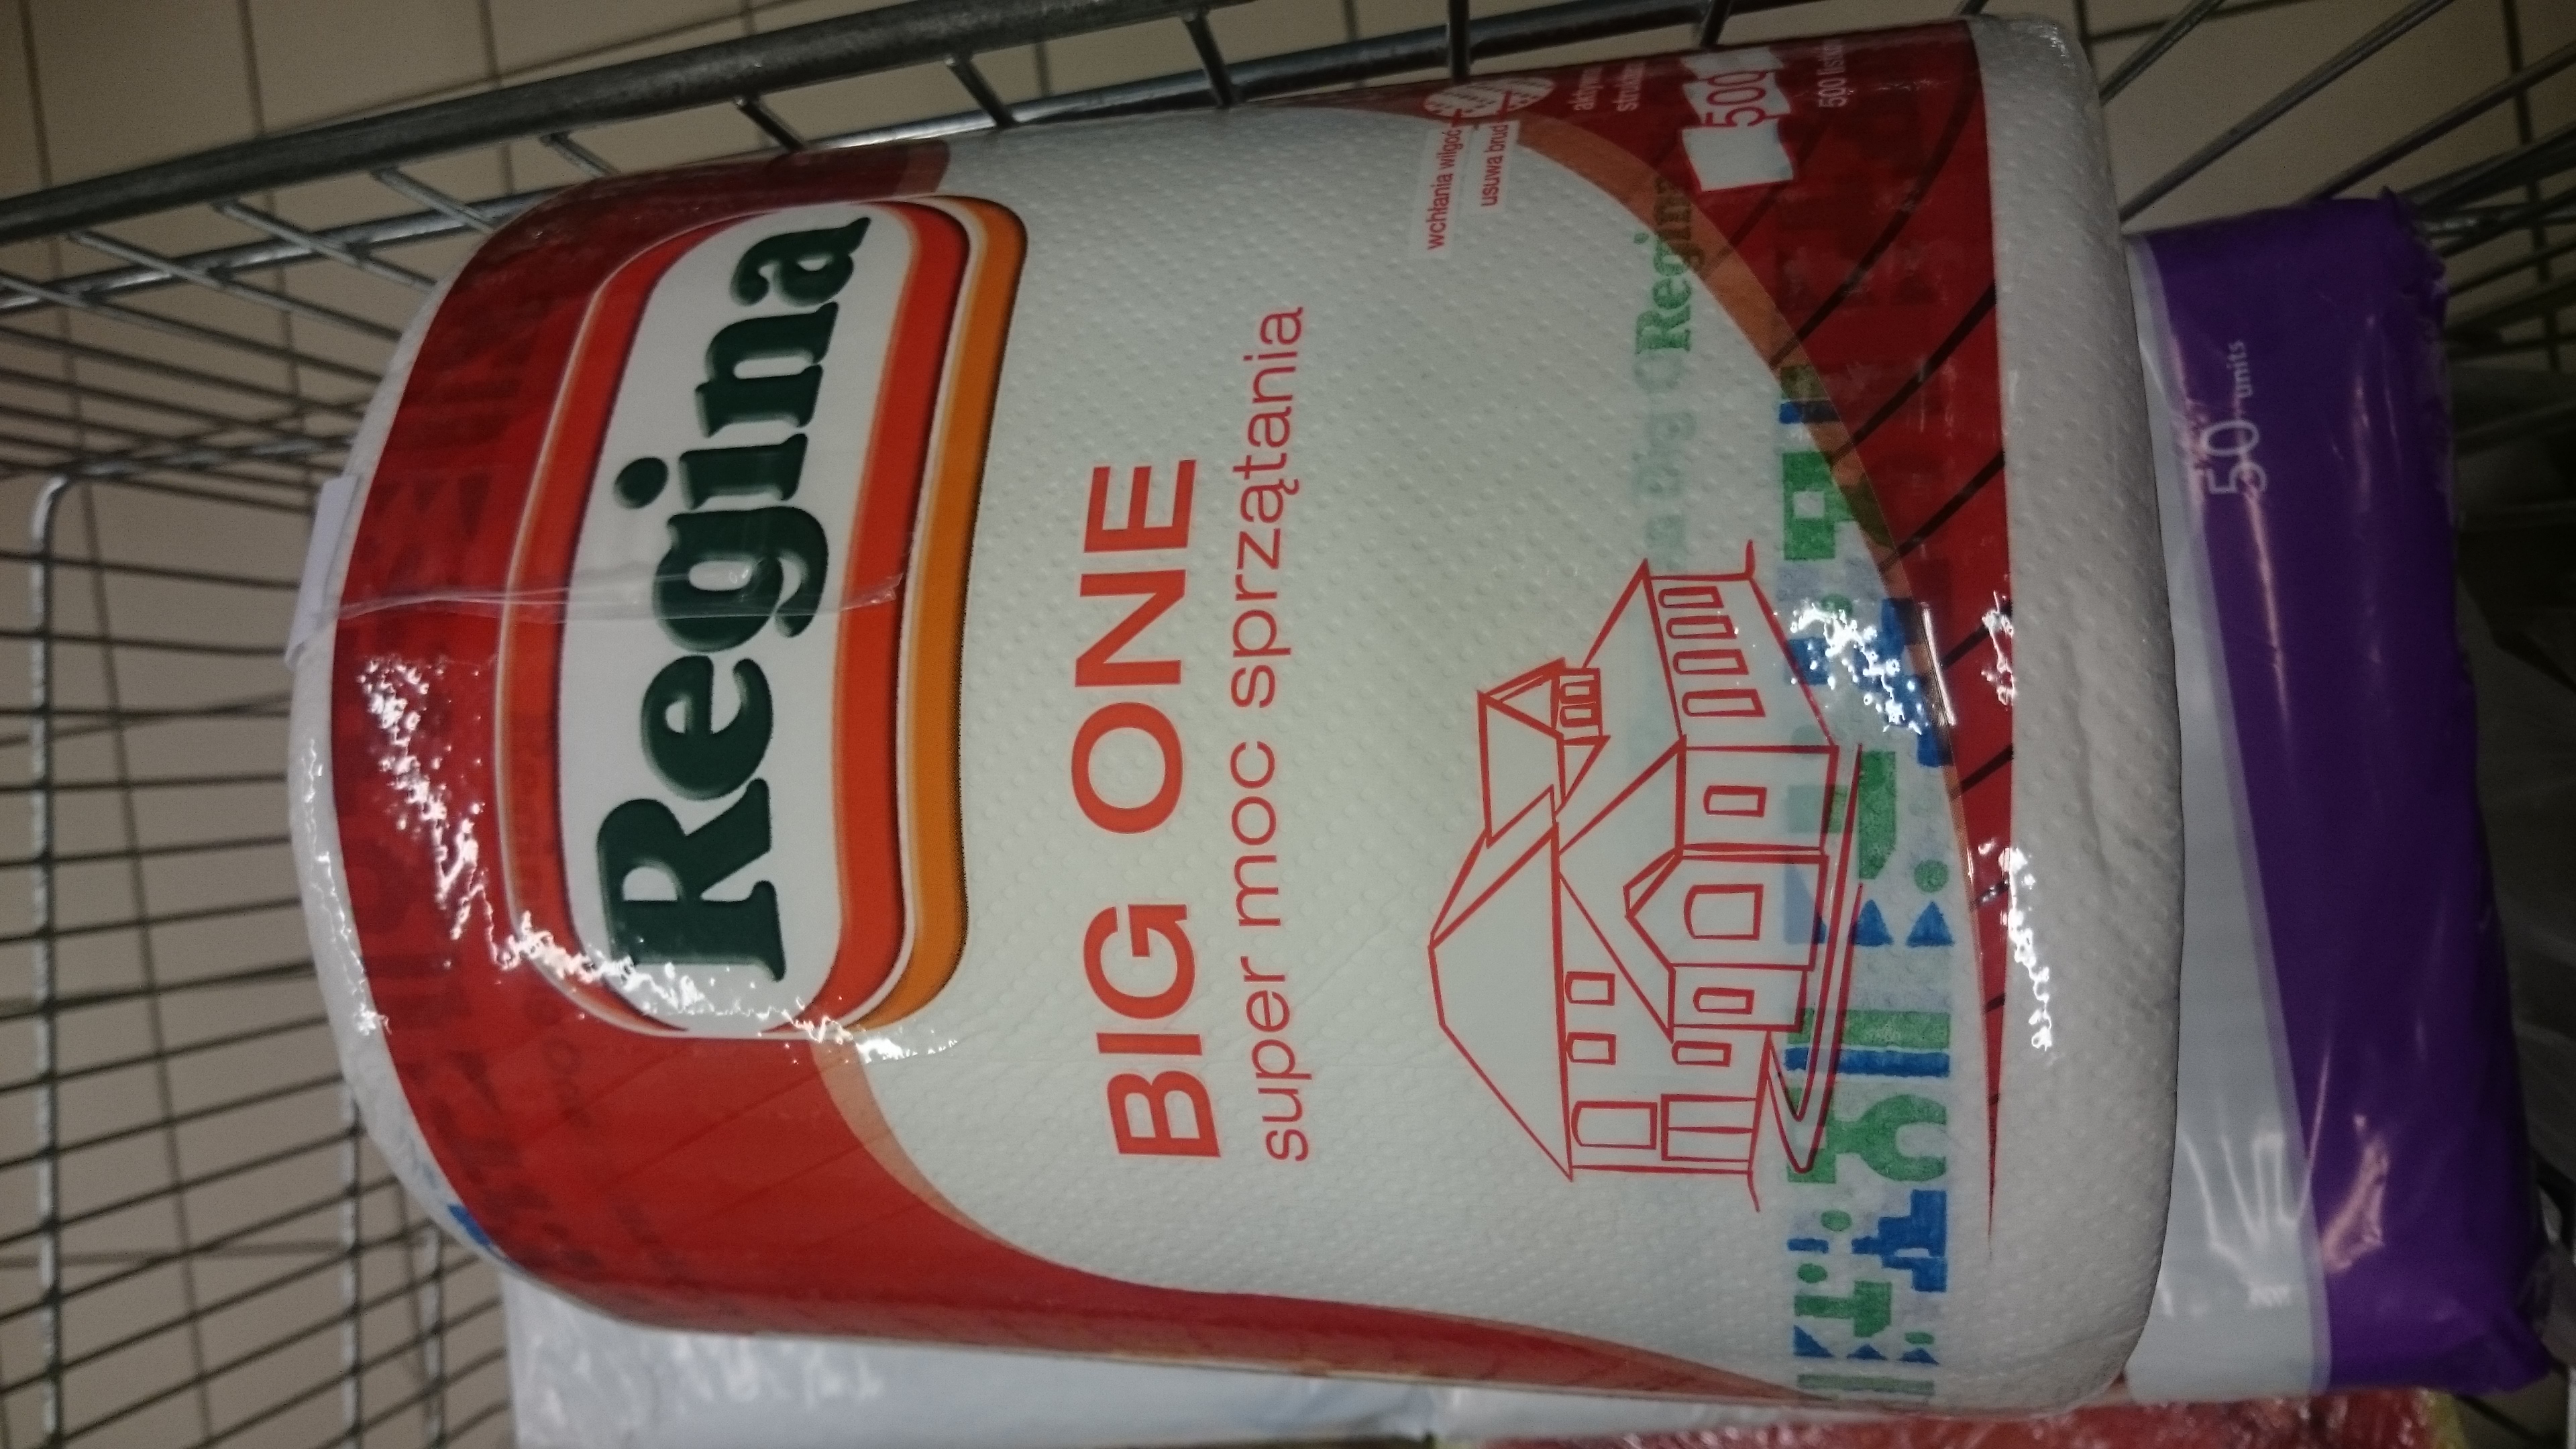 Regina
BIG ONE
super moc sprzątania
wchłania wilgoć
usuwa brud
500
Regina
50 units